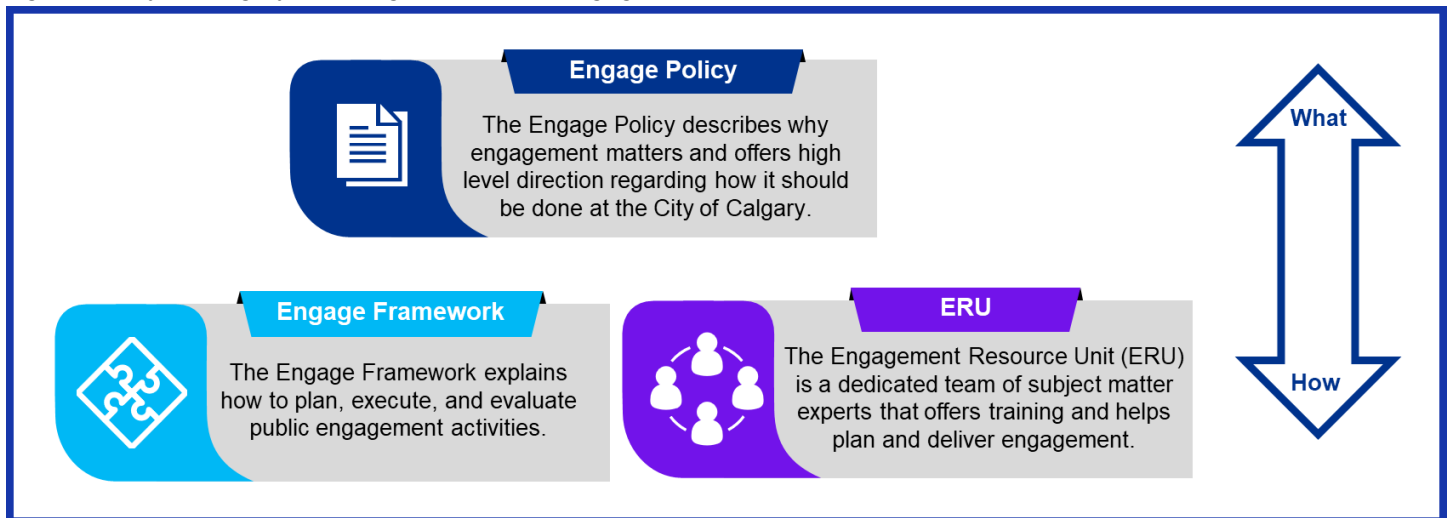 Engage Policy
The Engage Policy describes why
engagement matters and offers high
level direction regarding how it should
be done at the City of Calgary.
What
Engage Framework
The Engage Framework explains
how to plan, execute, and evaluate
public engagement activities.
ERU
The Engagement Resource Unit (ERU)
is a dedicated team of subject matter
experts that offers training and helps
plan and deliver engagement.
How